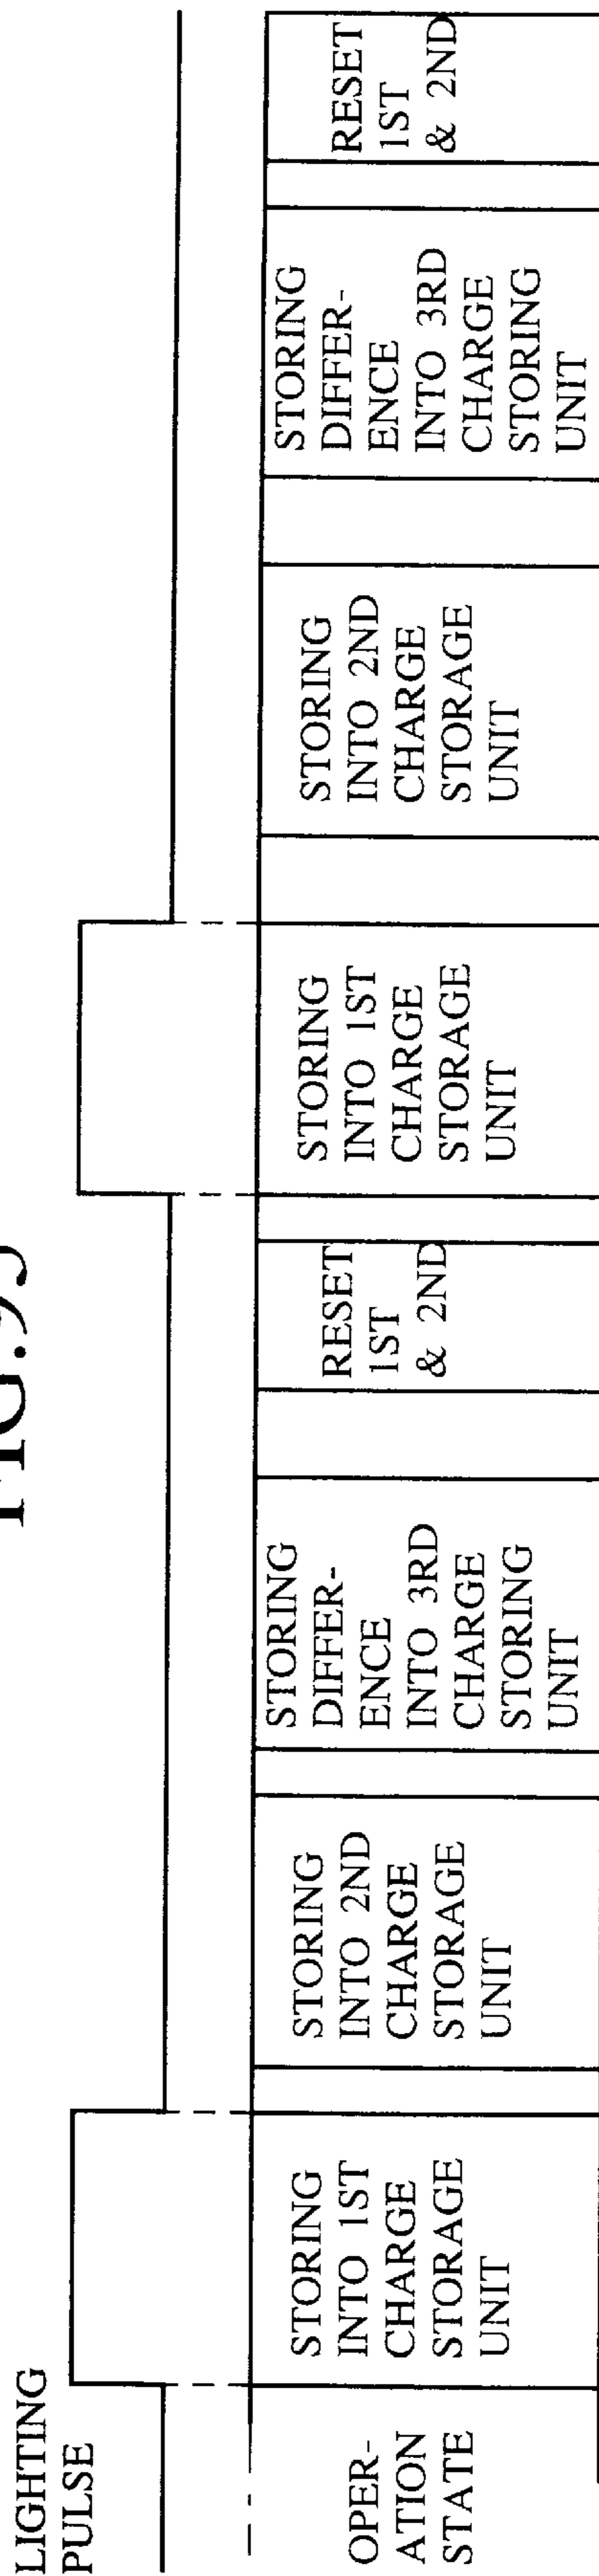 LIGHTING
PULSE
OPER-
ATION
STATE
STORING
INTO 1ST
CHARGE
STORAGE
UNIT
STORING
INTO 2ND
CHARGE
STORAGE
UNIT
STORING
DIFFER-
ENCE
INTO 3RD
CHARGE
STORING
UNIT
RESET
1ST
& 2ND
STORING
INTO 1ST
CHARGE
STORAGE
UNIT
STORING
INTO 2ND
CHARGE
STORAGE
UNIT
STORING
DIFFER-
ENCE
INTO 3RD
CHARGE
STORING
UNIT
RESET
1ST
& 2ND